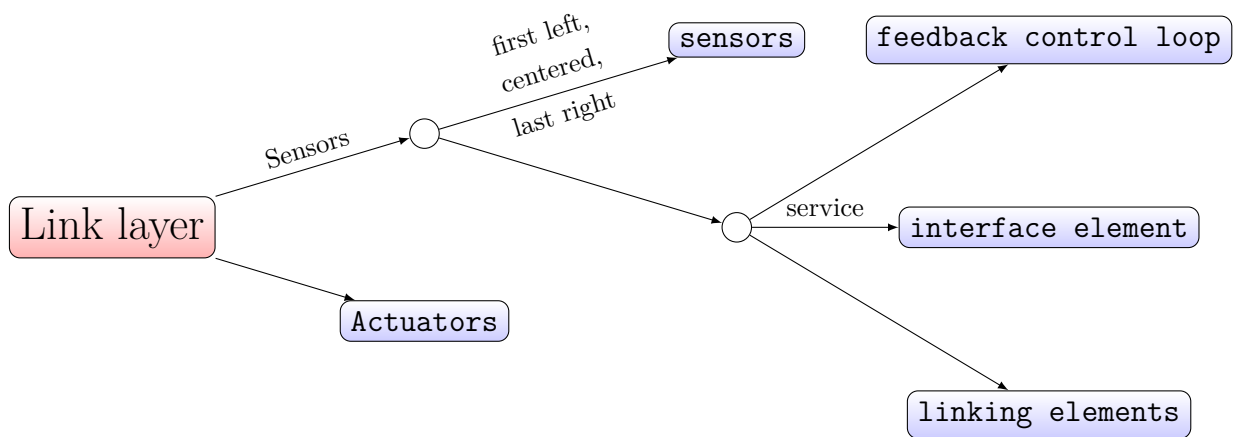 first left,
centered,
last right
sensors
feedback control loop
Sensors
Link layer
service
interface element
Actuators
linking elements